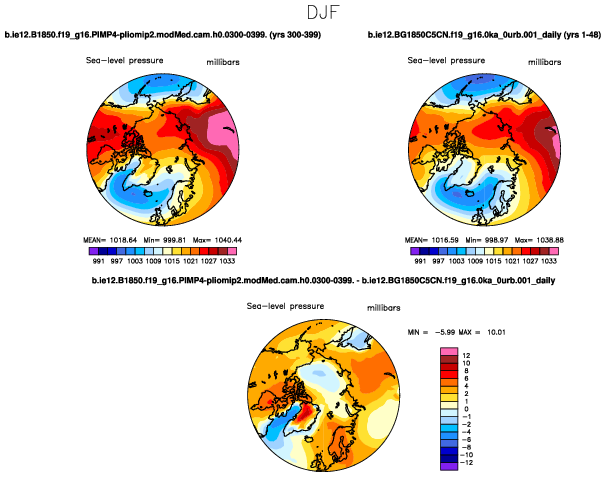 DJF
b.ie12.B1850.f19_g16.PIMP4-pliomip2.modMed.cam.h0.0300-0399. (yrs 300-399)
b.ie12.BG1850C5CN.f19_g16.0ka_0urb.001_daily (yrs 1-48)
Sea-level pressure millibars
Sea-level pressure millibars
MEAN= 1018.64 Min= 999.81 Max= 1040.44
MEAN= 1016.59 Min= 998.97 Max= 1038.88
991 997 1003 1009 1015 1021 1027 1033
991 997 1003 1009 1015 1021 1027 1033
b.ie12.B1850.f19_g16.PIMP4-pliomip2.modMed.cam.h0.0300-0399. - b.ie12.BG1850C5CN.f19_g16.0ka_0urb.001_daily
Sea-level pressure millibars
MIN = -5.99 MAX = 10.01
12
10
8
6
4
2
1
0
-1
-2
-4
-6
-8
-10
-12